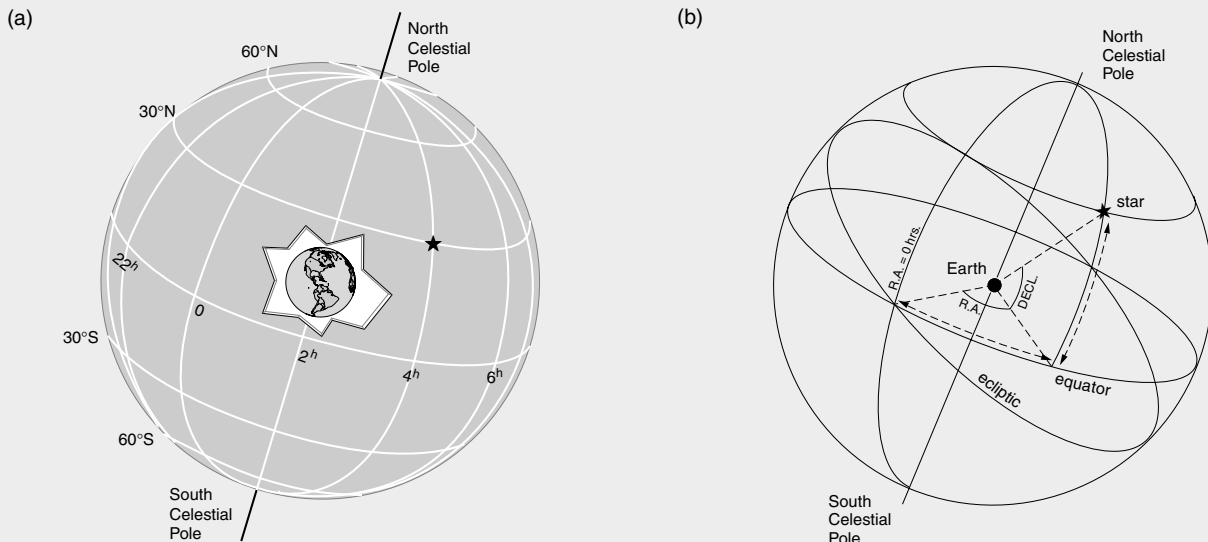 (a)
North
Celestial
Pole
60°N
30°N
22h
0
2h
4h
6h
30°S
60°S
South
Celestial
Pole
(b)
North
Celestial
Pole
star
R.A. = 0 hrs.
Earth
R.A.
DECL.
equator
ecliptic
South
Celestial
Pole